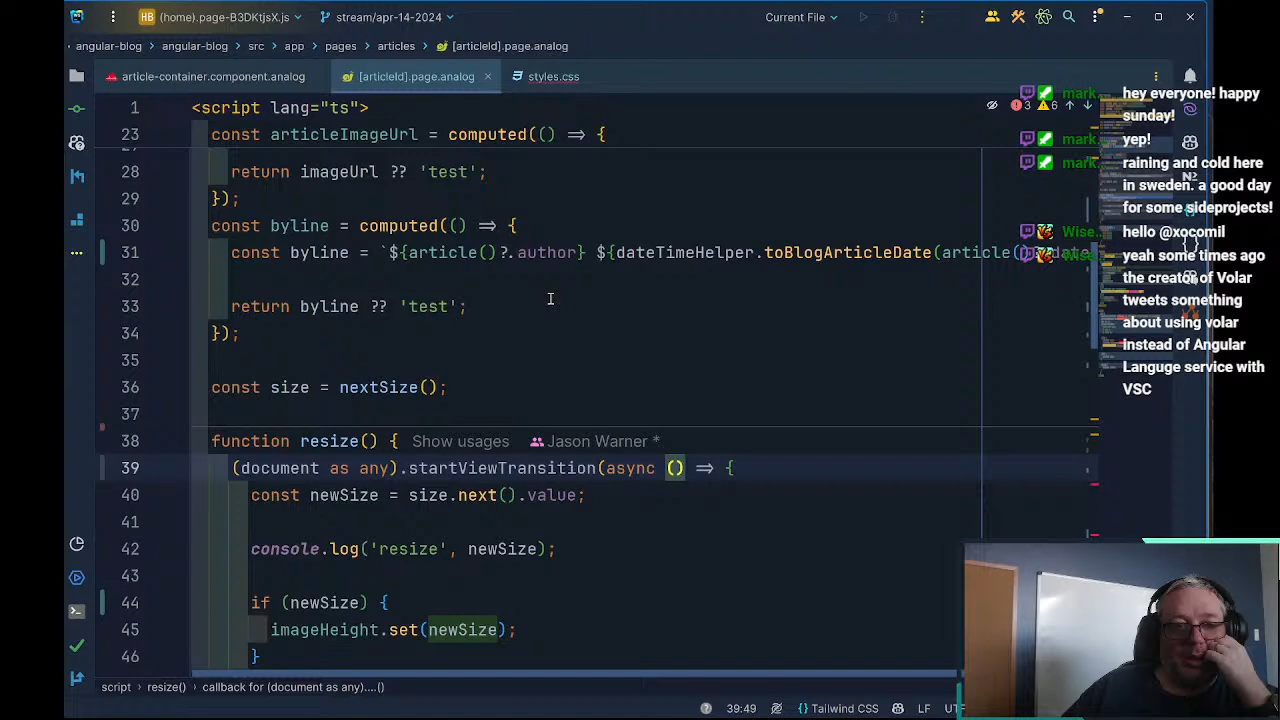 HB (home).page-B3DKtjsX.js
stream/apr-14-2024
Current File
angular-blog
angular-blog
src
app
pages
articles
[articleId].page.analog
article-container.component.analog
[articleId].page.analog
styles.css
1 <script lang="ts">
3 6
23 const articleImageUrl = computed(() => {
28 return imageUrl ?? 'test';
29 });
30 const byline = computed(() => {
31 const byline = `${article()?.author} ${dateTimeHelper.toBlogArticleDate(article()
32
33 return byline ?? 'test';
34 });
35
36 const size = nextSize();
37
38 function resize() { Show usages Jason Warner *
39 (document as any).startViewTransition(async () => {
40 const newSize = size.next().value;
41
42 console.log('resize', newSize);
43
44 if (newSize) {
45 imageHeight.set(newSize);
46 }
script
resize()
callback for (document as any)....()
39:49
{} Tailwind CSS
LF
mark
hey everyone! happy
sunday!
mark
yep!
mark
raining and cold here
in sweden. a good day
for some sideprojects!
Wise
hello @xocomil
Wise
yeah some times ago
the creator of Volar
tweets something
about using volar
instead of Angular
Languge service with
VSC